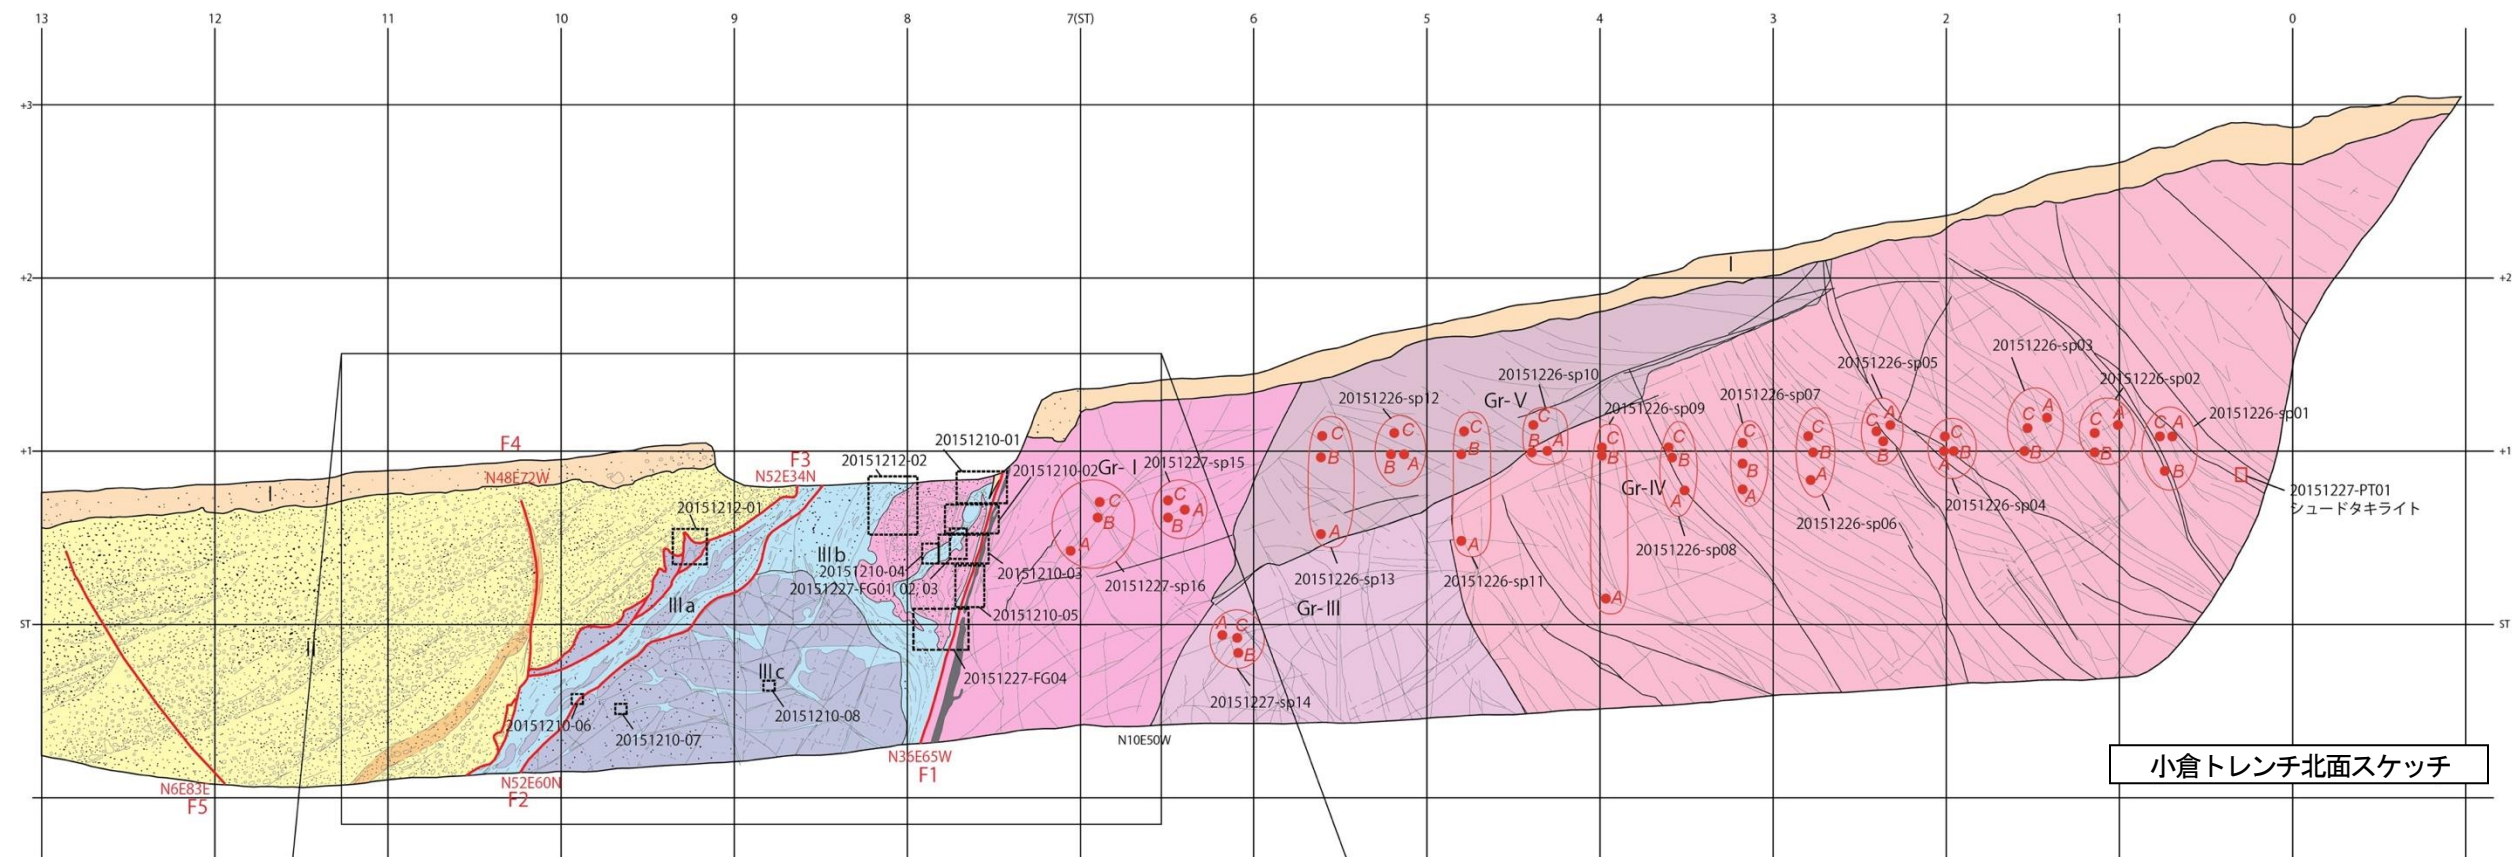 13 12 11 10 9 8 7(ST) 6 5 4 3 2 1 0
+3
+2 +2
+1 +1
ST ST
I
I
II
IIIa
IIIb
IIIc
Gr-I
Gr-III
Gr-IV
Gr-V
F4
N48E72W
F3
N52E34N
N6E83E
F5
N52E60N
F2
N36E65W
F1
N10E50W
20151212-01
20151212-02
20151210-01
20151210-02
20151210-03
20151210-04
20151227-FG01, 02, 03
20151210-05
20151227-FG04
20151210-06
20151210-07
20151210-08
20151227-sp16
C
B
A
20151227-sp15
C
A
B
20151227-sp14
A C
B
20151226-sp13
C
B
A
20151226-sp12
C
B A
20151226-sp11
C
B
A
20151226-sp10
C
B A
20151226-sp09
C
B
A
20151226-sp08
C
B
A
20151226-sp07
C
B
A
20151226-sp06
C
B
A
20151226-sp05
C A
B
20151226-sp04
C
A B
20151226-sp03
C A
B
20151226-sp02
C A
B
20151226-sp01
C A
B
20151227-PT01
シュードタキライト
小倉トレンチ北面スケッチ